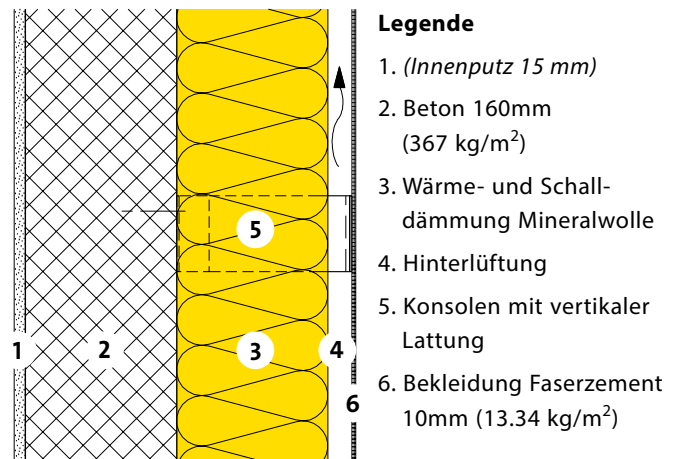 Legende
1. (Innenputz 15 mm)
2. Beton 160mm
(367 kg/m²)
3. Wärme- und Schall-
dämmung Mineralwolle
4. Hinterlüftung
5. Konsolen mit vertikaler
Lattung
6. Bekleidung Faserzement
10mm (13.34 kg/m²)
5
1 2 3 4
6